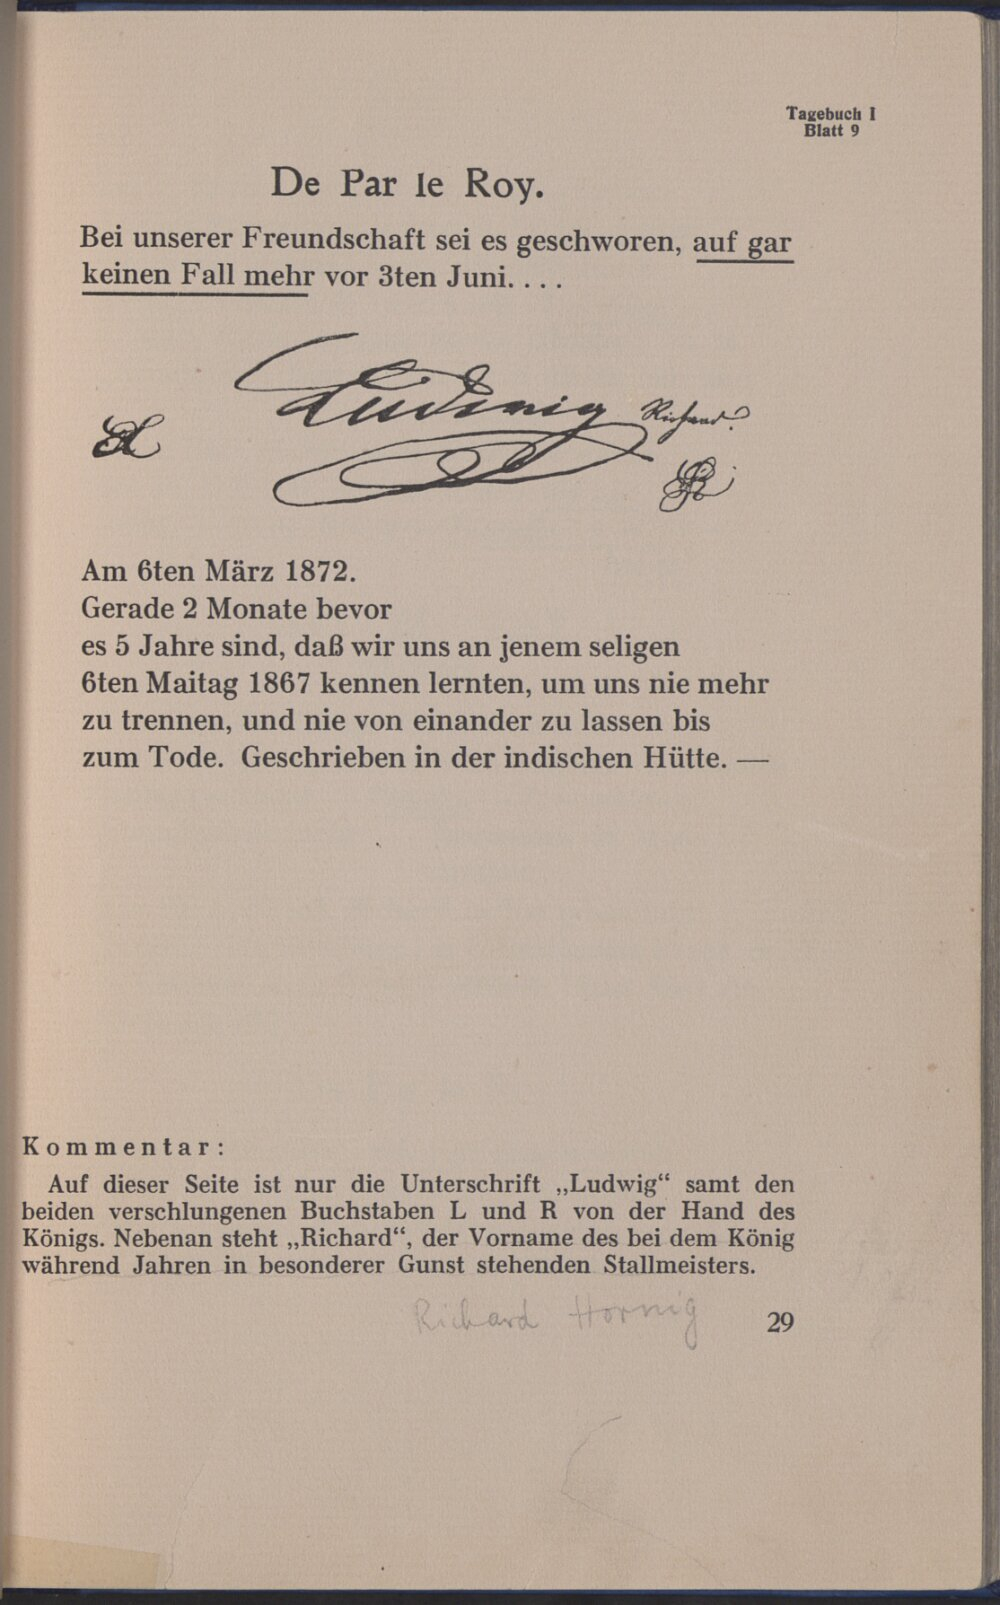 Tagebuch I
Blatt 9
De Par le Roy.
Bei unserer Freundschaft sei es geschworen, auf gar
keinen Fall mehr vor 3ten Juni. . . .
Ludwig Richard.
L R
Am 6ten März 1872.
Gerade 2 Monate bevor
es 5 Jahre sind, daß wir uns an jenem seligen
6ten Maitag 1867 kennen lernten, um uns nie mehr
zu trennen, und nie von einander zu lassen bis
zum Tode. Geschrieben in der indischen Hütte. —
Kommentar:
Auf dieser Seite ist nur die Unterschrift „Ludwig“ samt den
beiden verschlungenen Buchstaben L und R von der Hand des
Königs. Nebenan steht „Richard“, der Vorname des bei dem König
während Jahren in besonderer Gunst stehenden Stallmeisters.
Richard Hornig
29